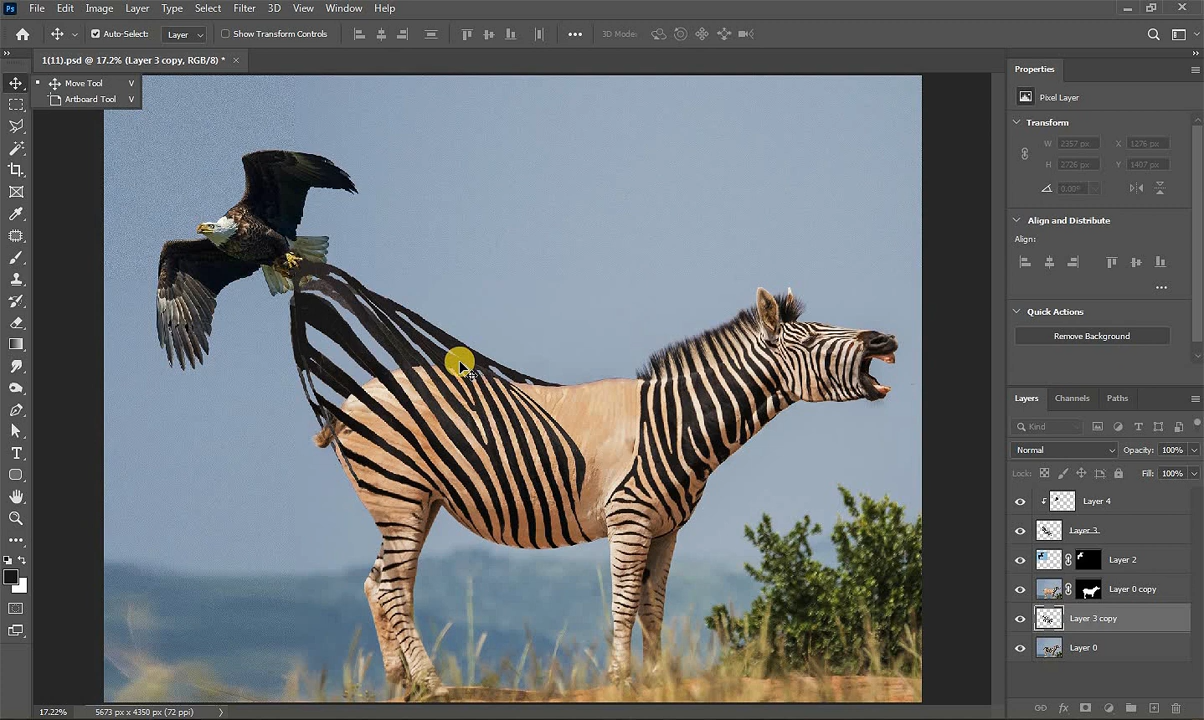 Ps File Edit Image Layer Type Select Filter 3D View Window Help
Auto-Select: Layer Show Transform Controls 3D Mode:
1(11).psd @ 17.2% (Layer 3 copy, RGB/8) *
Move Tool V
Artboard Tool V
Properties
Pixel Layer
Transform
W 2357 px X 1276 px
H 2726 px Y 1407 px
0.00°
Align and Distribute
Align:
Quick Actions
Remove Background
Layers Channels Paths
Kind
Normal Opacity: 100%
Lock: Fill: 100%
Layer 4
Layer 3
Layer 2
Layer 0 copy
Layer 3 copy
Layer 0
17.22% 5673 px x 4350 px (72 ppi)